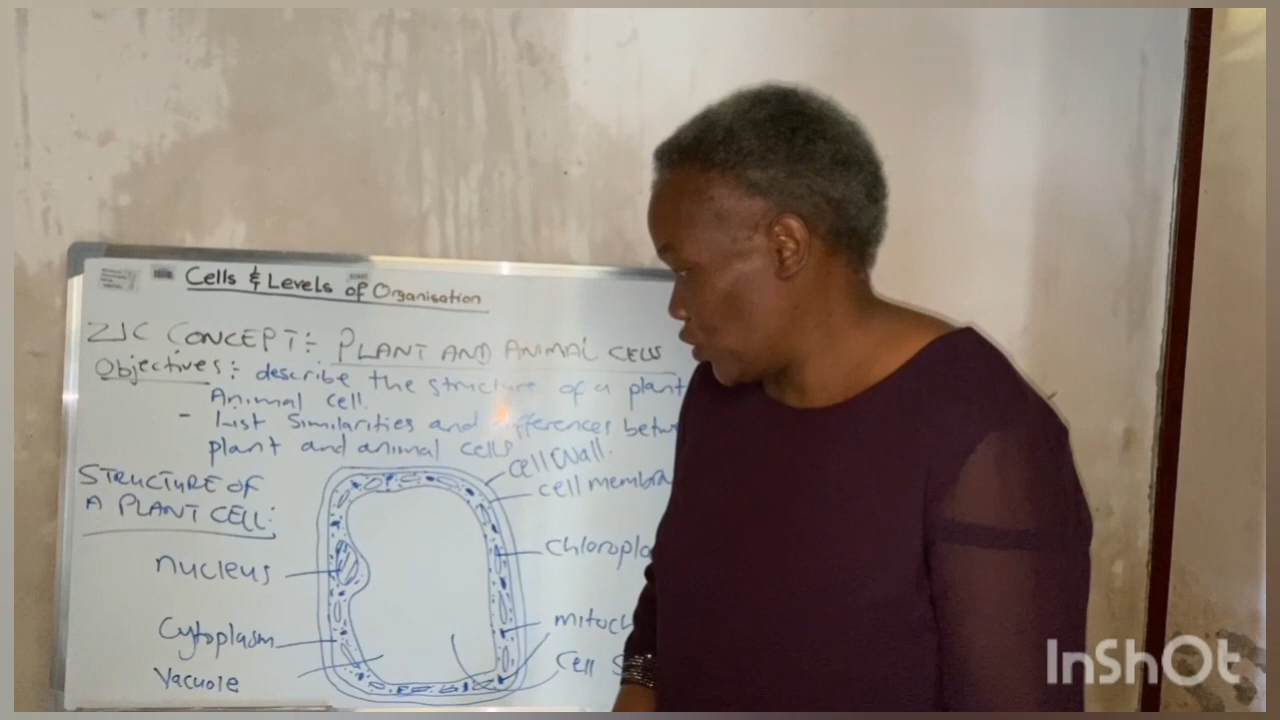 Cells & Levels of Organisation
ZJC CONCEPT:- PLANT AND ANIMAL CELLS
Objectives: describe the structure of a plant
Animal cell.
- List Similarities and differences betw
plant and animal cells
STRUCTURE OF
A PLANT CELL:
cell wall.
cell membra
chloropla
nucleus
mitoch
Cytoplasm
Cell S
Vacuole
InShOt